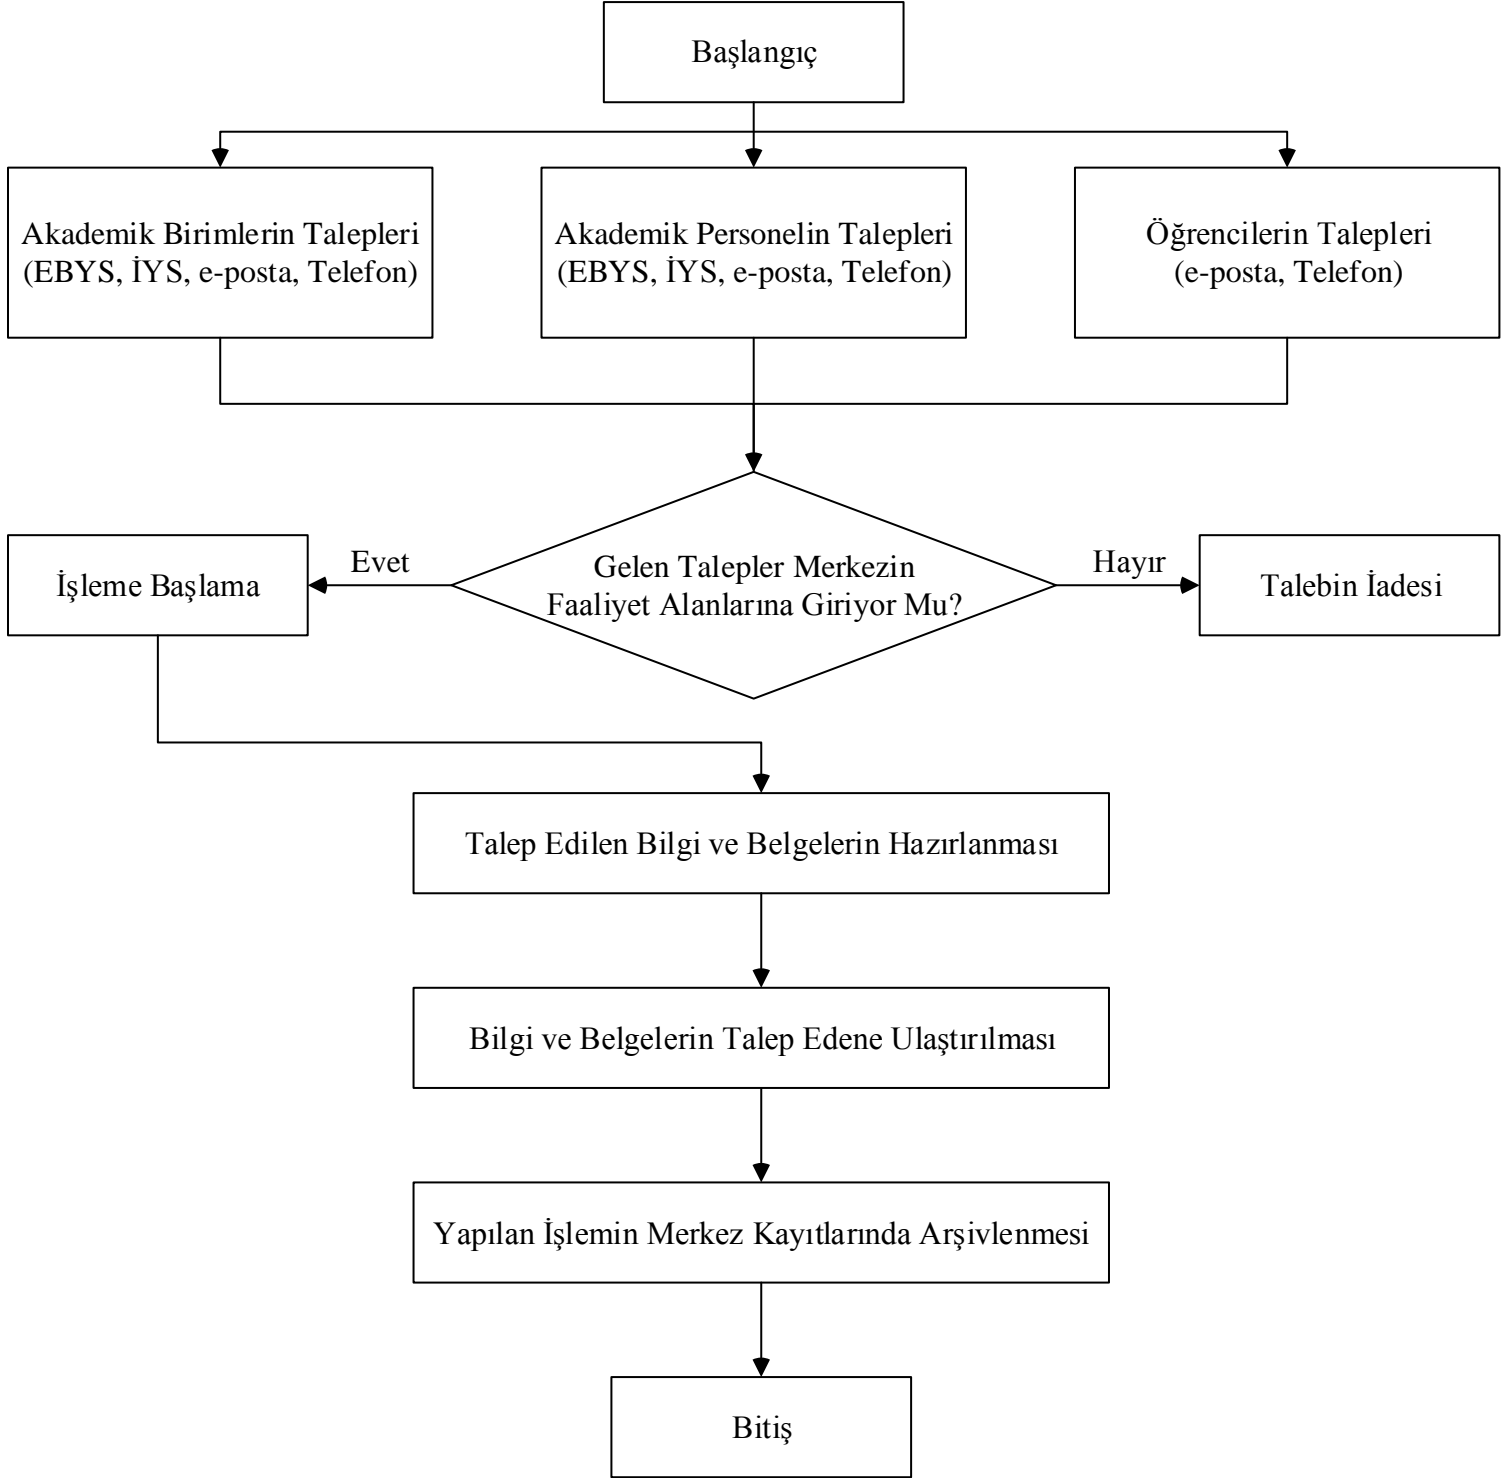 Başlangıç
Akademik Birimlerin Talepleri
(EBYS, İYS, e-posta, Telefon)
Akademik Personelin Talepleri
(EBYS, İYS, e-posta, Telefon)
Öğrencilerin Talepleri
(e-posta, Telefon)
İşleme Başlama
Evet
Gelen Talepler Merkezin
Faaliyet Alanlarına Giriyor Mu?
Hayır
Talebin İadesi
Talep Edilen Bilgi ve Belgelerin Hazırlanması
Bilgi ve Belgelerin Talep Edene Ulaştırılması
Yapılan İşlemin Merkez Kayıtlarında Arşivlenmesi
Bitiş